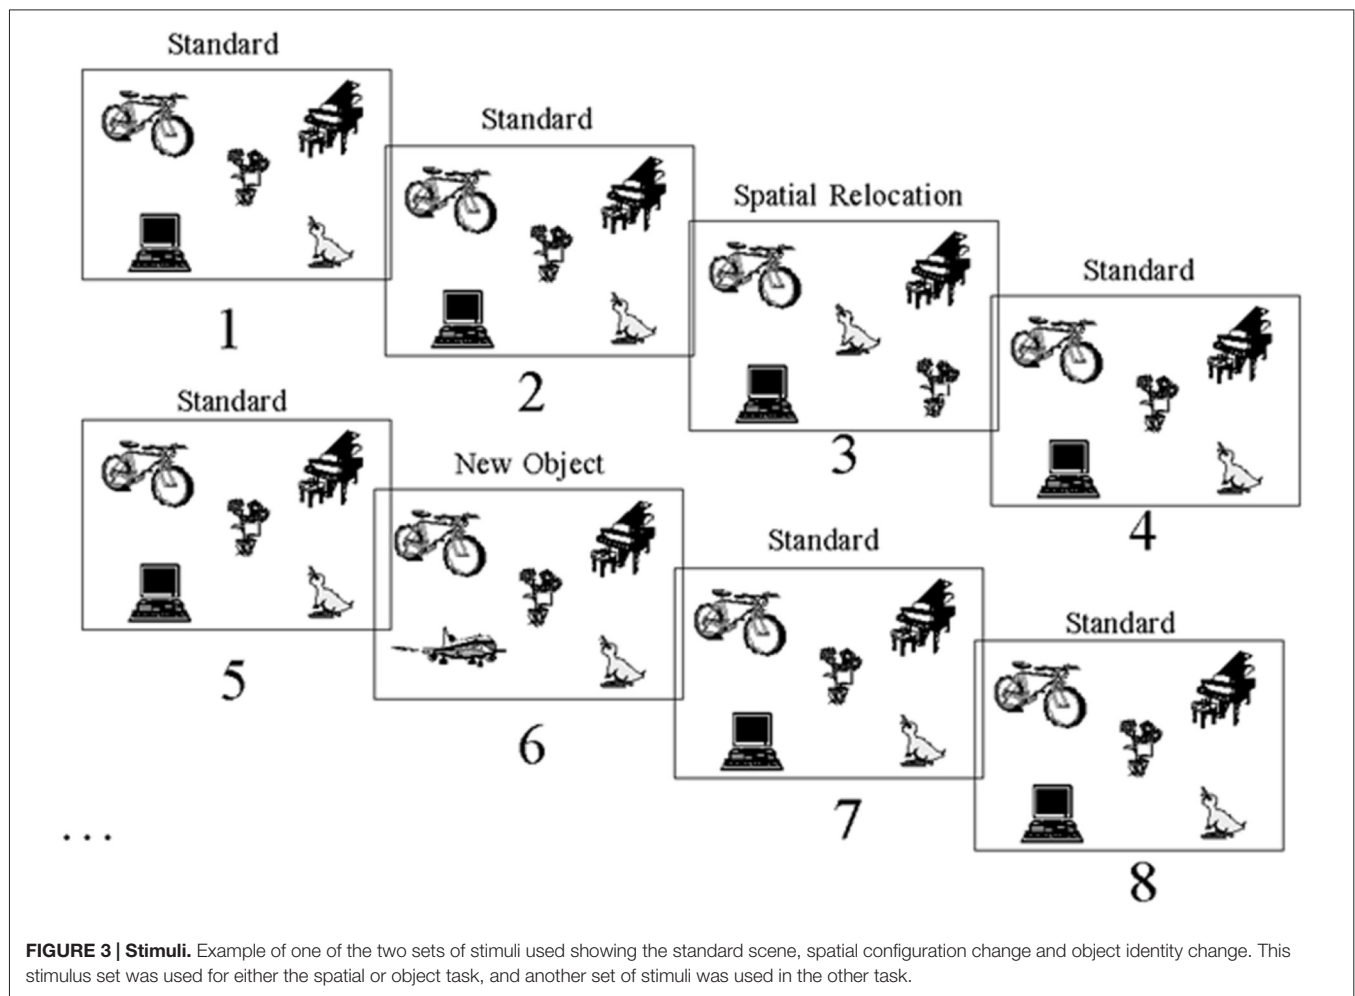 Standard
Standard
Spatial Relocation
Standard
1
2
3
4
Standard
New Object
Standard
Standard
5
6
7
8
...
FIGURE 3 | Stimuli. Example of one of the two sets of stimuli used showing the standard scene, spatial configuration change and object identity change. This
stimulus set was used for either the spatial or object task, and another set of stimuli was used in the other task.